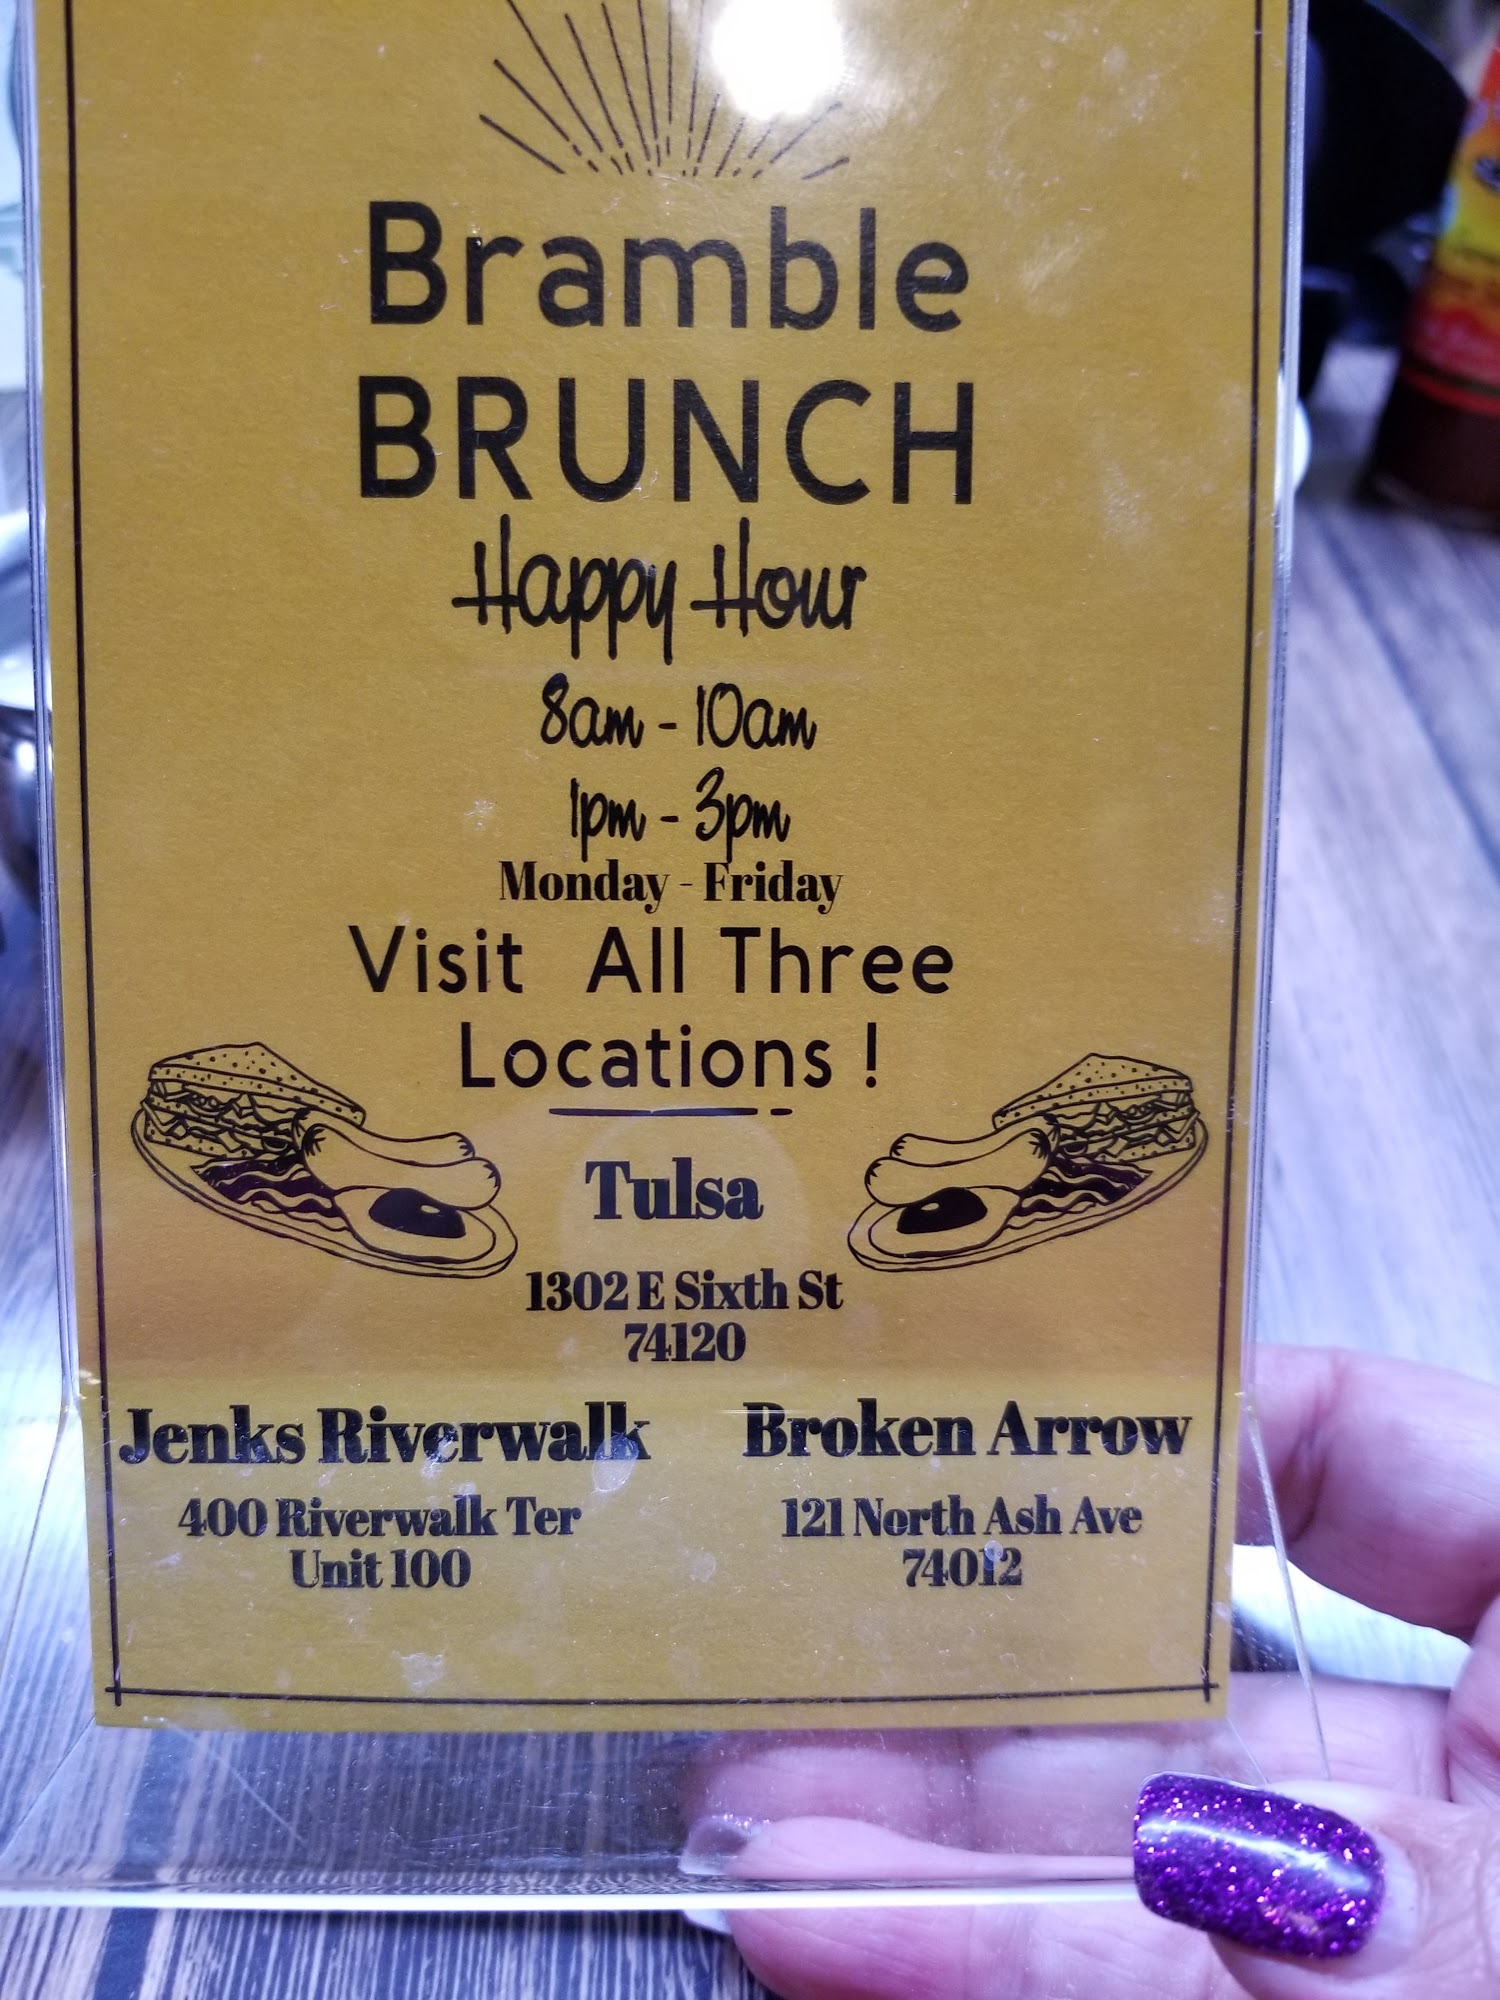 Bramble
BRUNCH
Happy Hour
8am - 10am
1pm - 3pm
Monday - Friday
Visit All Three
Locations !
Tulsa
1302 E Sixth St
74120
Jenks Riverwalk
400 Riverwalk Ter
Unit 100
Broken Arrow
121 North Ash Ave
74012